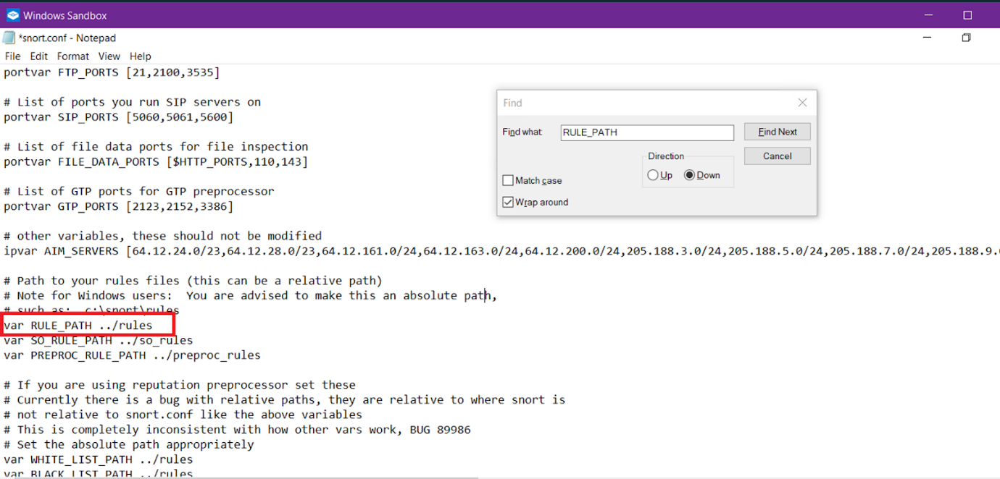 Windows Sandbox
*snort.conf - Notepad
File Edit Format View Help
portvar FTP_PORTS [21,2100,3535]
# List of ports you run SIP servers on
portvar SIP_PORTS [5060,5061,5600]
# List of file data ports for file inspection
portvar FILE_DATA_PORTS [$HTTP_PORTS,110,143]
# List of GTP ports for GTP preprocessor
portvar GTP_PORTS [2123,2152,3386]
# other variables, these should not be modified
ipvar AIM_SERVERS [64.12.24.0/23,64.12.28.0/23,64.12.161.0/24,64.12.163.0/24,64.12.200.0/24,205.188.3.0/24,205.188.5.0/24,205.188.7.0/24,205.188.9.0
# Path to your rules files (this can be a relative path)
# Note for Windows users:  You are advised to make this an absolute path,
# such as:  c:\snort\rules
var RULE_PATH ../rules
var SO_RULE_PATH ../so_rules
var PREPROC_RULE_PATH ../preproc_rules
# If you are using reputation preprocessor set these
# Currently there is a bug with relative paths, they are relative to where snort is
# not relative to snort.conf like the above variables
# This is completely inconsistent with how other vars work, BUG 89986
# Set the absolute path appropriately
var WHITE_LIST_PATH ../rules
var BLACK_LIST_PATH ../rules
Find
Find what: RULE_PATH
Find Next
Cancel
Direction
Up Down
Match case
Wrap around